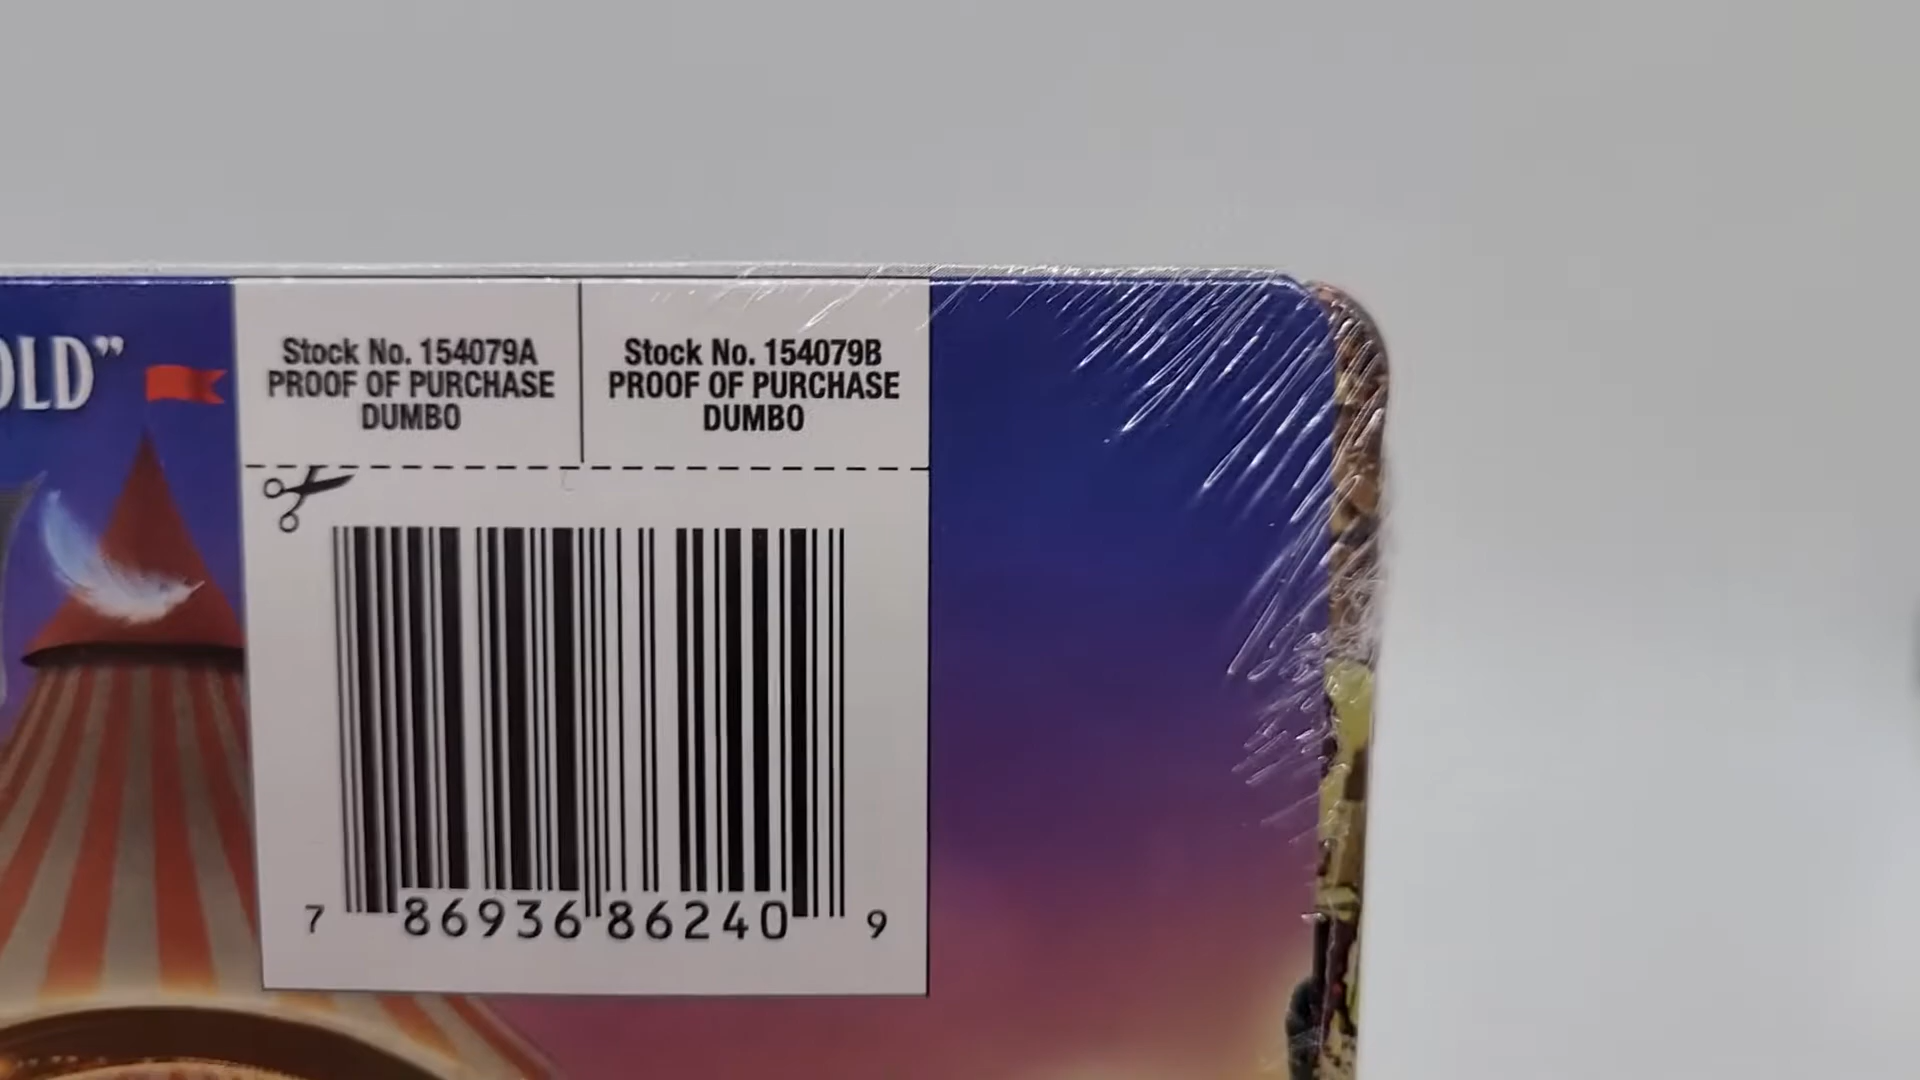 OLD”
Stock No. 154079A
PROOF OF PURCHASE
DUMBO
Stock No. 154079B
PROOF OF PURCHASE
DUMBO
7 86936 86240 9